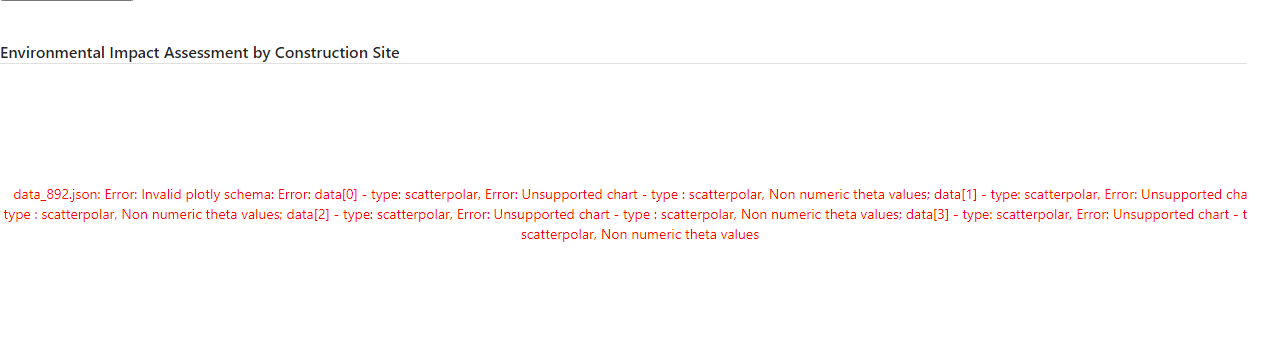 Environmental Impact Assessment by Construction Site
data_892.json: Error: Invalid plotly schema: Error: data[0] - type: scatterpolar, Error: Unsupported chart - type : scatterpolar, Non numeric theta values; data[1] - type: scatterpolar, Error: Unsupported cha
type : scatterpolar, Non numeric theta values; data[2] - type: scatterpolar, Error: Unsupported chart - type : scatterpolar, Non numeric theta values; data[3] - type: scatterpolar, Error: Unsupported chart - t
scatterpolar, Non numeric theta values